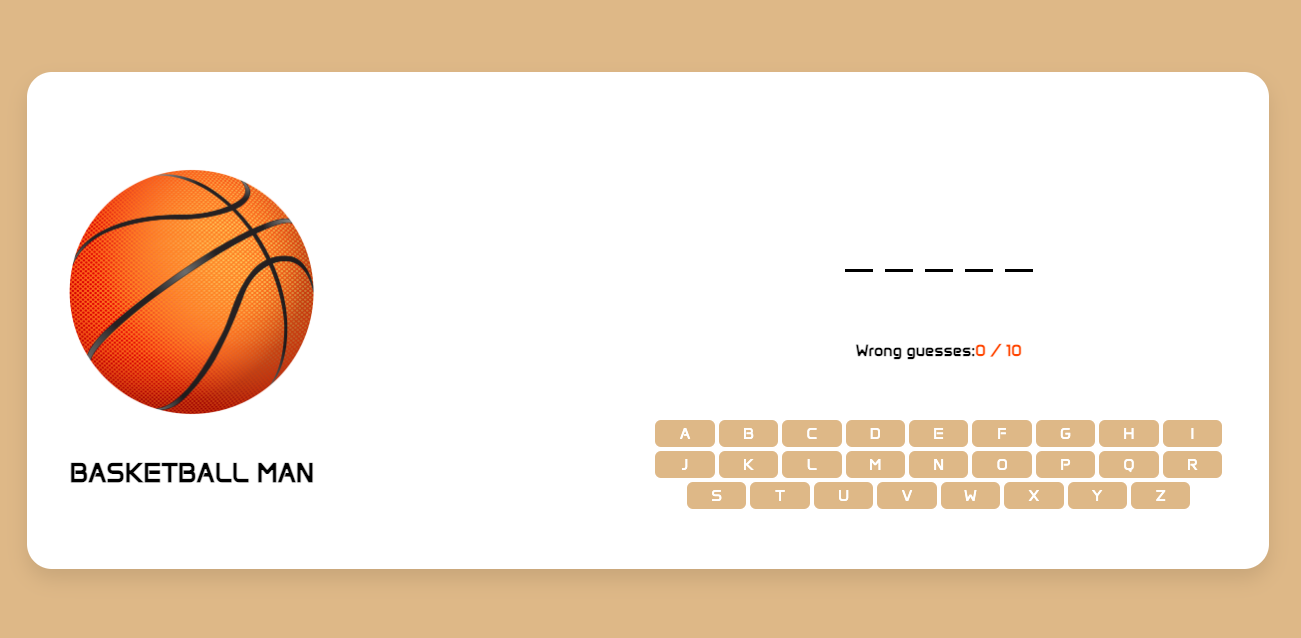 Wrong guesses:0 / 10
A B C D E F G H I
J K L M N O P Q R
S T U V W X Y Z
BASKETBALL MAN